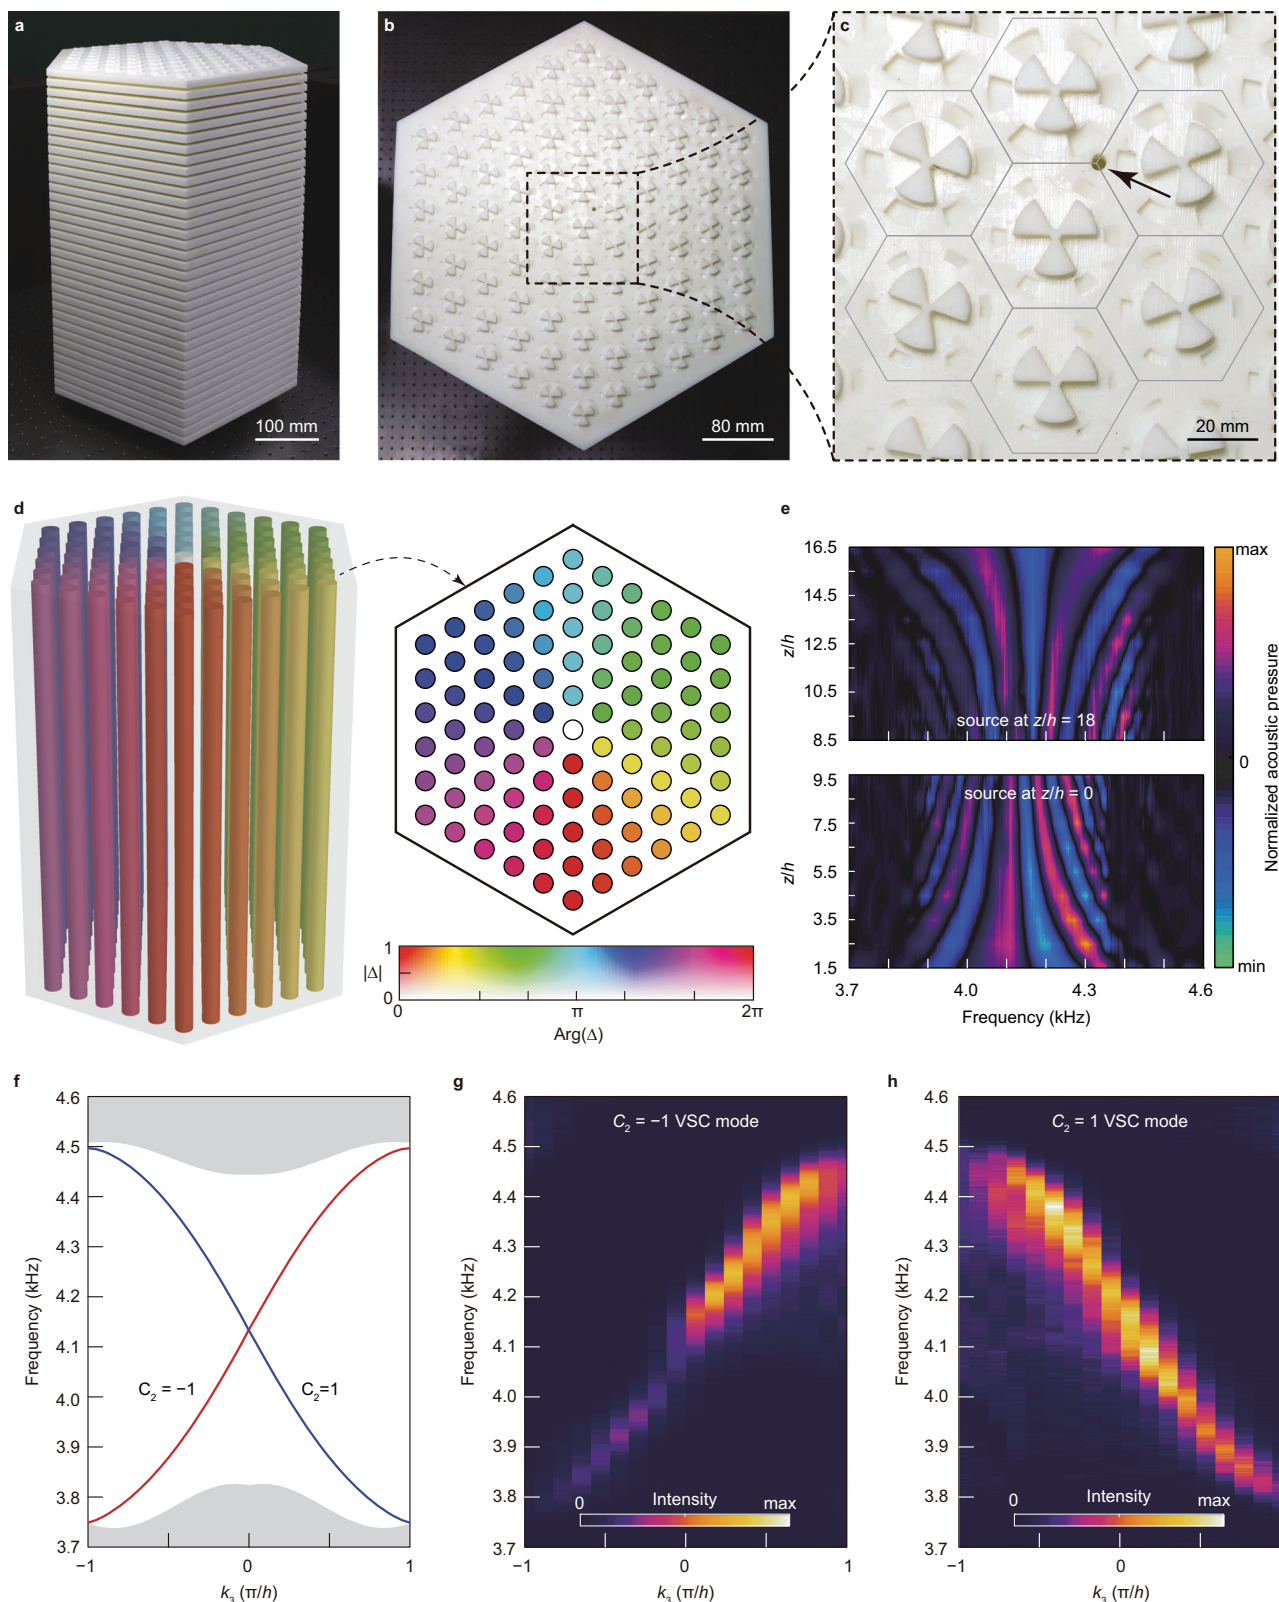 a
100 mm
b
80 mm
c
20 mm
d
1
|Δ|
0
0
π
2π
Arg(Δ)
e
16.5
14.5
12.5
10.5
8.5
z/h
source at z/h = 18
9.5
7.5
5.5
3.5
1.5
z/h
source at z/h = 0
3.7
4.0
4.3
4.6
Frequency (kHz)
max
0
min
Normalized acoustic pressure
f
4.6
4.5
4.4
4.3
4.2
4.1
4.0
3.9
3.8
3.7
Frequency (kHz)
C₂ = −1
C₂=1
−1
0
1
k₃ (π/h)
g
4.6
4.5
4.4
4.3
4.2
4.1
4.0
3.9
3.8
3.7
Frequency (kHz)
C₂ = −1 VSC mode
0
Intensity
max
−1
0
1
k₃ (π/h)
h
4.6
4.5
4.4
4.3
4.2
4.1
4.0
3.9
3.8
3.7
Frequency (kHz)
C₂ = 1 VSC mode
0
Intensity
max
−1
0
k₃ (π/h)